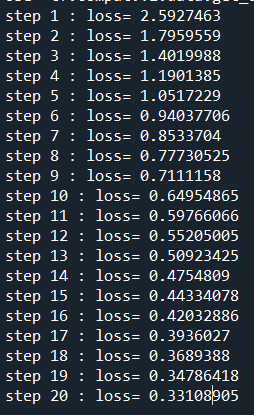 step 1 : loss= 2.5927463
step 2 : loss= 1.7959559
step 3 : loss= 1.4019988
step 4 : loss= 1.1901385
step 5 : loss= 1.0517229
step 6 : loss= 0.94037706
step 7 : loss= 0.8533704
step 8 : loss= 0.77730525
step 9 : loss= 0.7111158
step 10 : loss= 0.64954865
step 11 : loss= 0.59766066
step 12 : loss= 0.55205005
step 13 : loss= 0.50923425
step 14 : loss= 0.4754809
step 15 : loss= 0.44334078
step 16 : loss= 0.42032886
step 17 : loss= 0.3936027
step 18 : loss= 0.3689388
step 19 : loss= 0.34786418
step 20 : loss= 0.33108905